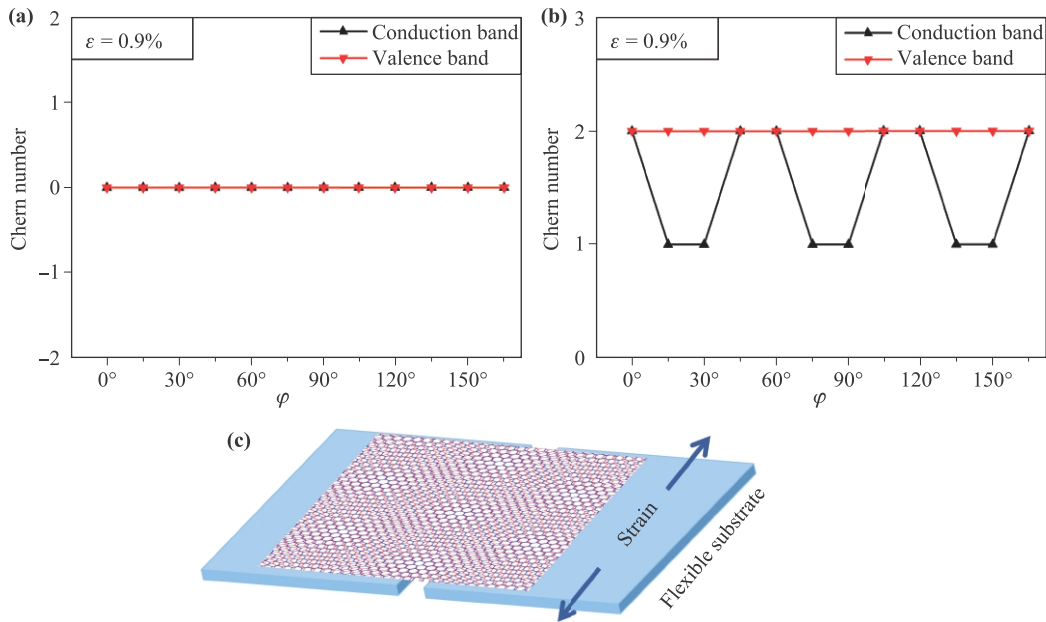 (a)
2
1
0
−1
−2
Chern number
ε = 0.9%
Conduction band
Valence band
0° 30° 60° 90° 120° 150°
φ
(b)
3
2
1
0
Chern number
ε = 0.9%
Conduction band
Valence band
0° 30° 60° 90° 120° 150°
φ
(c)
Strain
Flexible substrate